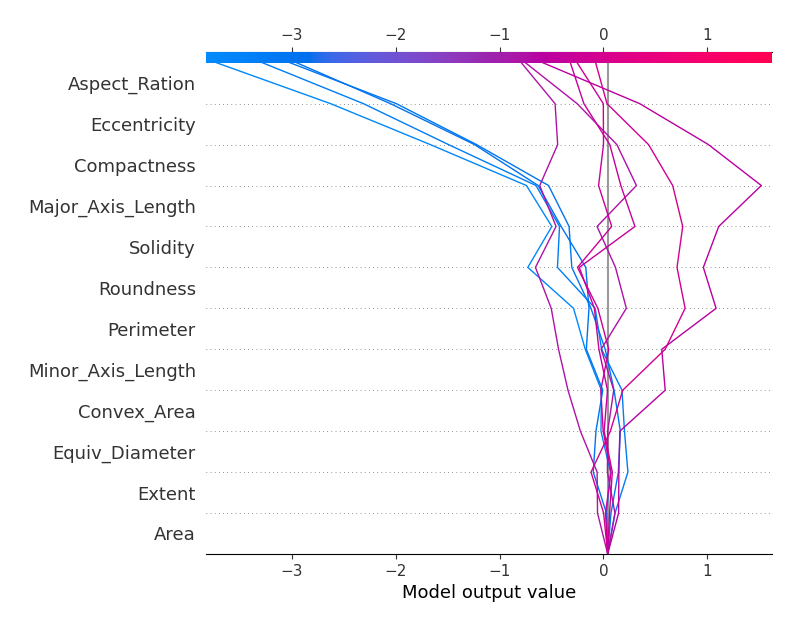 −3 −2 −1 0 1
Aspect_Ration
Eccentricity
Compactness
Major_Axis_Length
Solidity
Roundness
Perimeter
Minor_Axis_Length
Convex_Area
Equiv_Diameter
Extent
Area
−3 −2 −1 0 1
Model output value